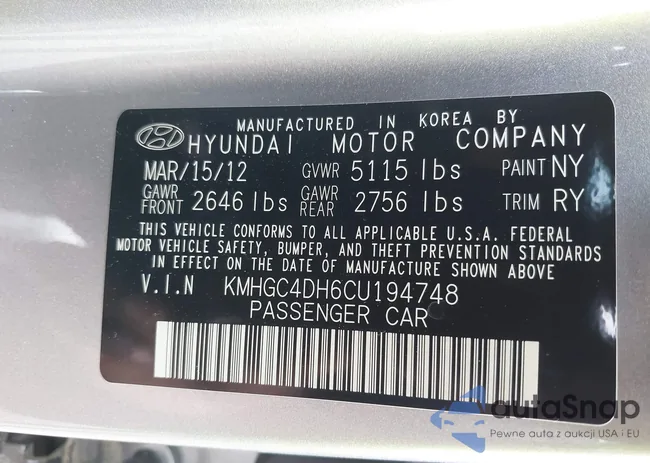 MANUFACTURED IN KOREA BY
HYUNDAI MOTOR COMPANY
MAR/15/12 GVWR 5115 lbs PAINT NY
GAWR FRONT 2646 lbs GAWR REAR 2756 lbs TRIM RY
THIS VEHICLE CONFORMS TO ALL APPLICABLE U.S.A. FEDERAL
MOTOR VEHICLE SAFETY, BUMPER, AND THEFT PREVENTION STANDARDS
IN EFFECT ON THE DATE OF MANUFACTURE SHOWN ABOVE
V.I.N KMHGC4DH6CU194748
PASSENGER CAR
autaSnap
Pewne auta z aukcji USA i EU